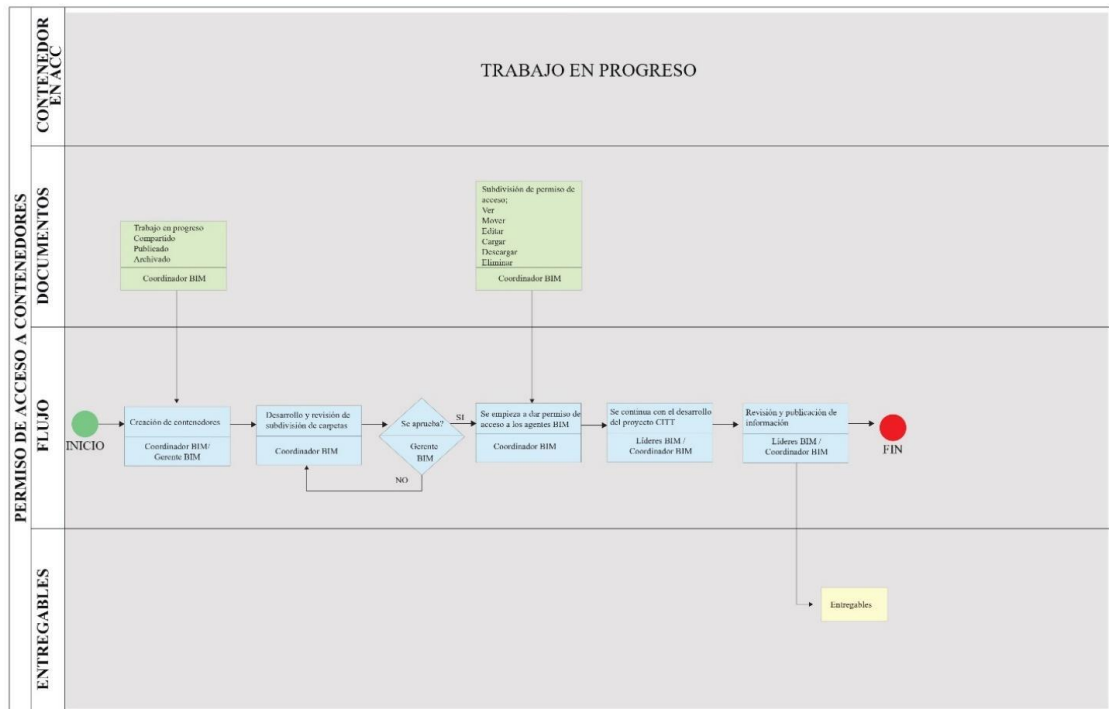 PERMISO DE ACCESO A CONTENEDORES
CONTENEDOR
EN ACC
TRABAJO EN PROGRESO
DOCUMENTOS
Trabajo en progreso
Compartido
Publicado
Archivado
Coordinador BIM
Subdivisión de permiso de
acceso;
Ver
Mover
Editar
Cargar
Descargar
Eliminar
Coordinador BIM
FLUJO
INICIO
Creación de contenedores
Coordinador BIM/
Gerente BIM
Desarrollo y revisión de
subdivisión de carpetas
Coordinador BIM
Se aprueba?
Gerente
BIM
SI
NO
Se empieza a dar permiso de
acceso a los agentes BIM
Coordinador BIM
Se continua con el desarrollo
del proyecto CITT
Líderes BIM /
Coordinador BIM
Revisión y publicación de
información
Líderes BIM /
Coordinador BIM
FIN
ENTREGABLES
Entregables